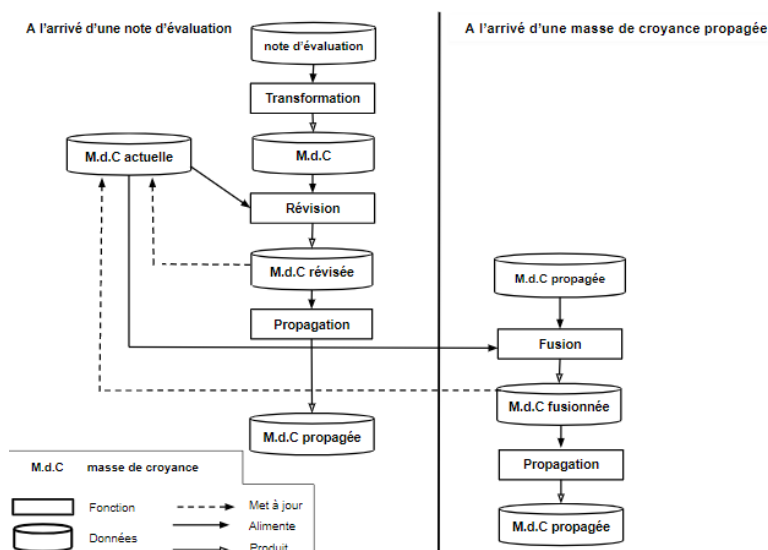 A l'arrivé d'une note d'évaluation
note d'évaluation
Transformation
M.d.C actuelle
M.d.C
Révision
M.d.C révisée
Propagation
M.d.C propagée
A l'arrivé d'une masse de croyance propagée
M.d.C propagée
Fusion
M.d.C fusionnée
Propagation
M.d.C propagée
M.d.C masse de croyance
Fonction
Met à jour
Alimente
Données
Produit